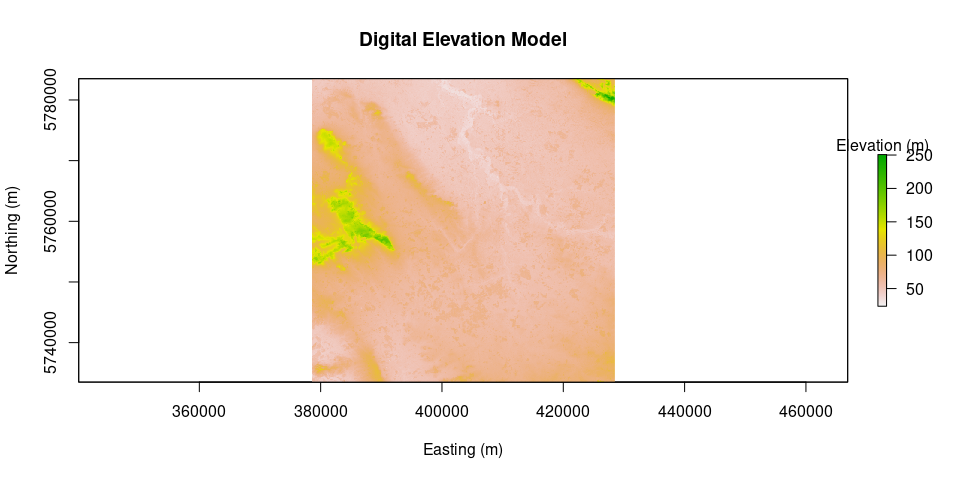 Digital Elevation Model
Northing (m)
5780000
5760000
5740000
360000 380000 400000 420000 440000 460000
Easting (m)
Elevation (m)
250
200
150
100
50